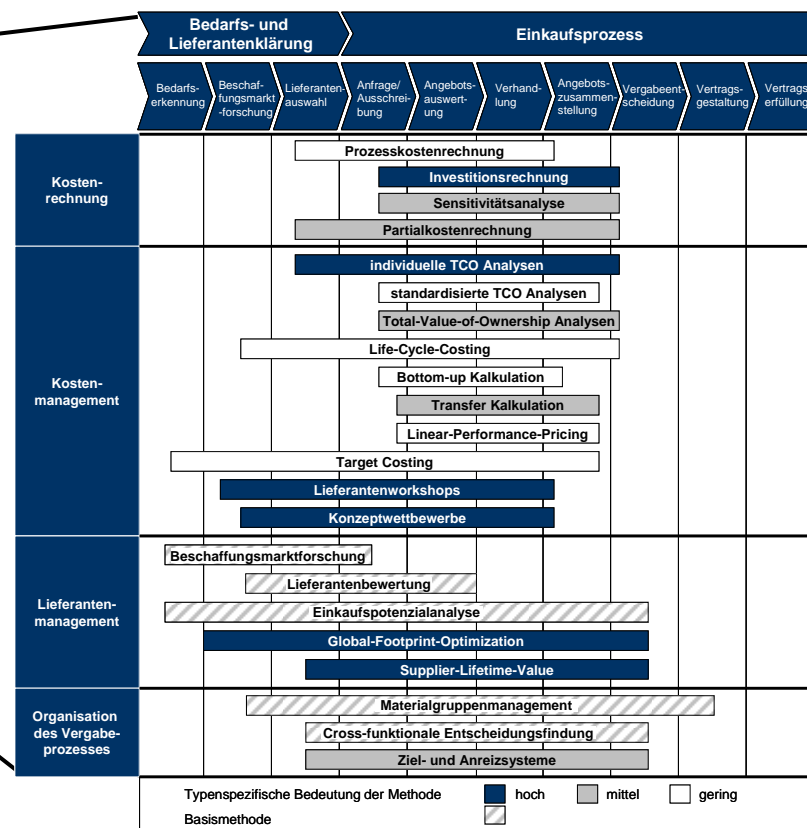 Bedarfs- und
Lieferantenklärung
Einkaufsprozess
Bedarfs-
erkennung
Beschaf-
fungsmarkt
-forschung
Lieferanten-
auswahl
Anfrage/
Ausschrei-
bung
Angebots-
auswert-
ung
Verhand-
lung
Angebots-
zusammen-
stellung
Vergabeent-
scheidung
Vertrags-
gestaltung
Vertrags
erfüllung
Kosten-
rechnung
Prozesskostenrechnung
Investitionsrechnung
Sensitivitätsanalyse
Partialkostenrechnung
Kosten-
management
individuelle TCO Analysen
standardisierte TCO Analysen
Total-Value-of-Ownership Analysen
Life-Cycle-Costing
Bottom-up Kalkulation
Transfer Kalkulation
Linear-Performance-Pricing
Target Costing
Lieferantenworkshops
Konzeptwettbewerbe
Lieferanten-
management
Beschaffungsmarktforschung
Lieferantenbewertung
Einkaufspotenzialanalyse
Global-Footprint-Optimization
Supplier-Lifetime-Value
Organisation
des Vergabe-
prozesses
Materialgruppenmanagement
Cross-funktionale Entscheidungsfindung
Ziel- und Anreizsysteme
Typenspezifische Bedeutung der Methode hoch mittel gering
Basismethode